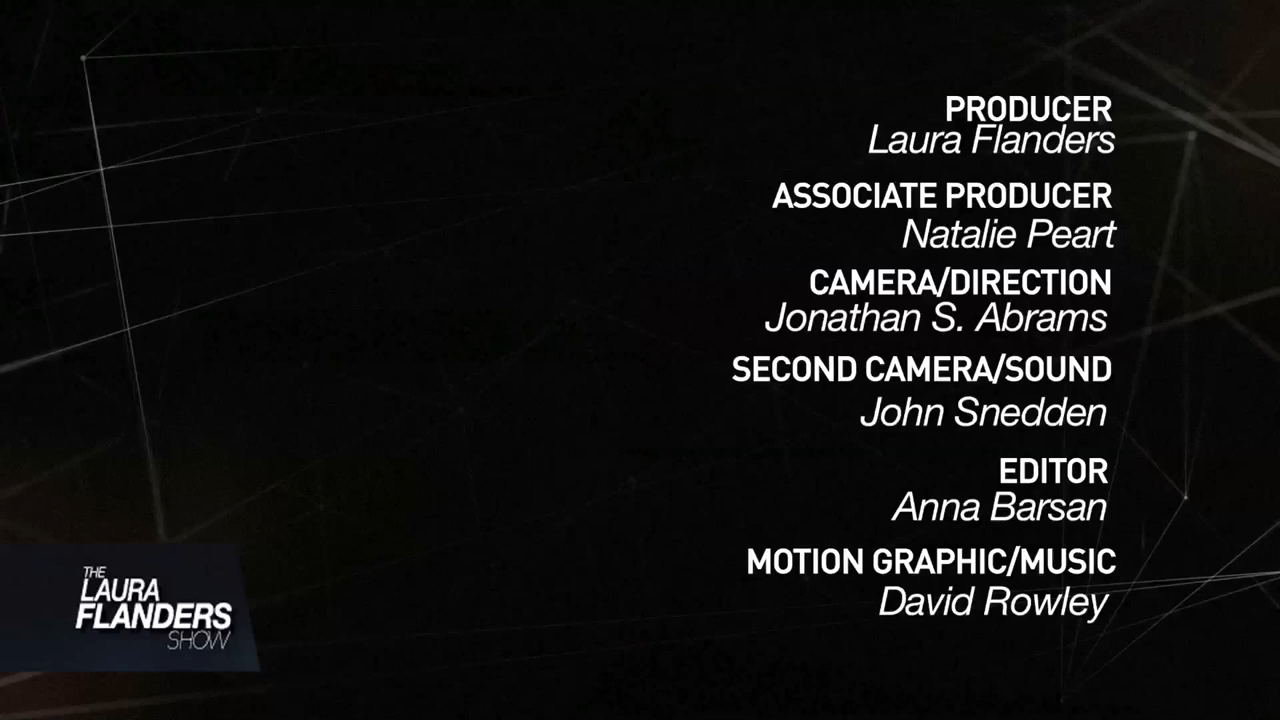 PRODUCER
Laura Flanders
ASSOCIATE PRODUCER
Natalie Peart
CAMERA/DIRECTION
Jonathan S. Abrams
SECOND CAMERA/SOUND
John Snedden
EDITOR
Anna Barsan
MOTION GRAPHIC/MUSIC
David Rowley
THE
LAURA
FLANDERS
SHOW